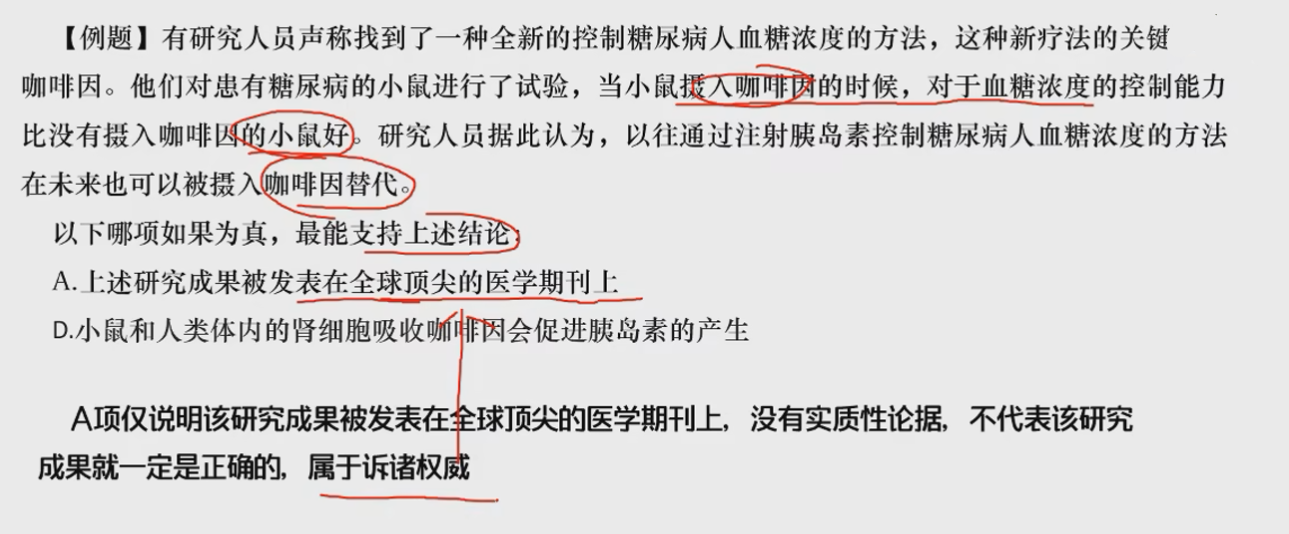 【例题】有研究人员声称找到了一种全新的控制糖尿病人血糖浓度的方法，这种新疗法的关键
咖啡因。他们对患有糖尿病的小鼠进行了试验，当小鼠摄入咖啡因的时候，对于血糖浓度的控制能力
比没有摄入咖啡因的小鼠好。研究人员据此认为，以往通过注射胰岛素控制糖尿病人血糖浓度的方法
在未来也可以被摄入咖啡因替代。
以下哪项如果为真，最能支持上述结论：
A.上述研究成果被发表在全球顶尖的医学期刊上
D.小鼠和人类体内的肾细胞吸收咖啡因会促进胰岛素的产生
A项仅说明该研究成果被发表在全球顶尖的医学期刊上，没有实质性论据，不代表该研究
成果就一定是正确的，属于诉诸权威